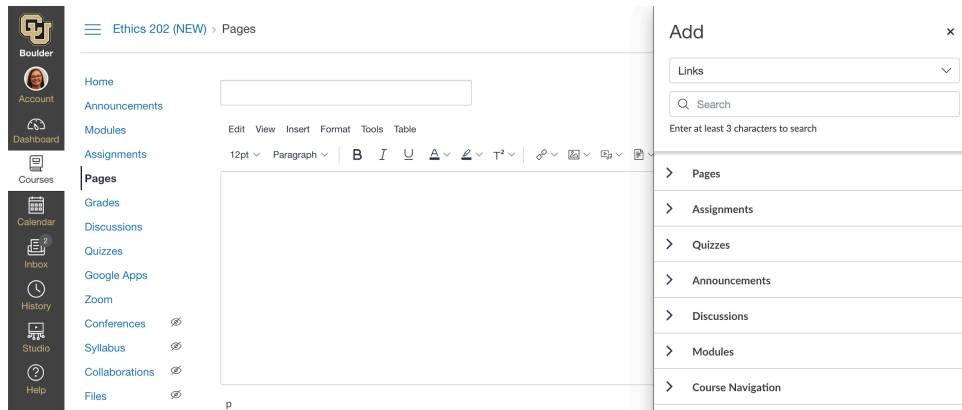 CU
Boulder
Account
Dashboard
Courses
Calendar
2
Inbox
History
Studio
Help
Ethics 202 (NEW) > Pages
Home
Announcements
Modules
Assignments
Pages
Grades
Discussions
Quizzes
Google Apps
Zoom
Conferences
Syllabus
Collaborations
Files
Edit View Insert Format Tools Table
12pt Paragraph B I U A T²
p
Add
×
Links
Search
Enter at least 3 characters to search
Pages
Assignments
Quizzes
Announcements
Discussions
Modules
Course Navigation